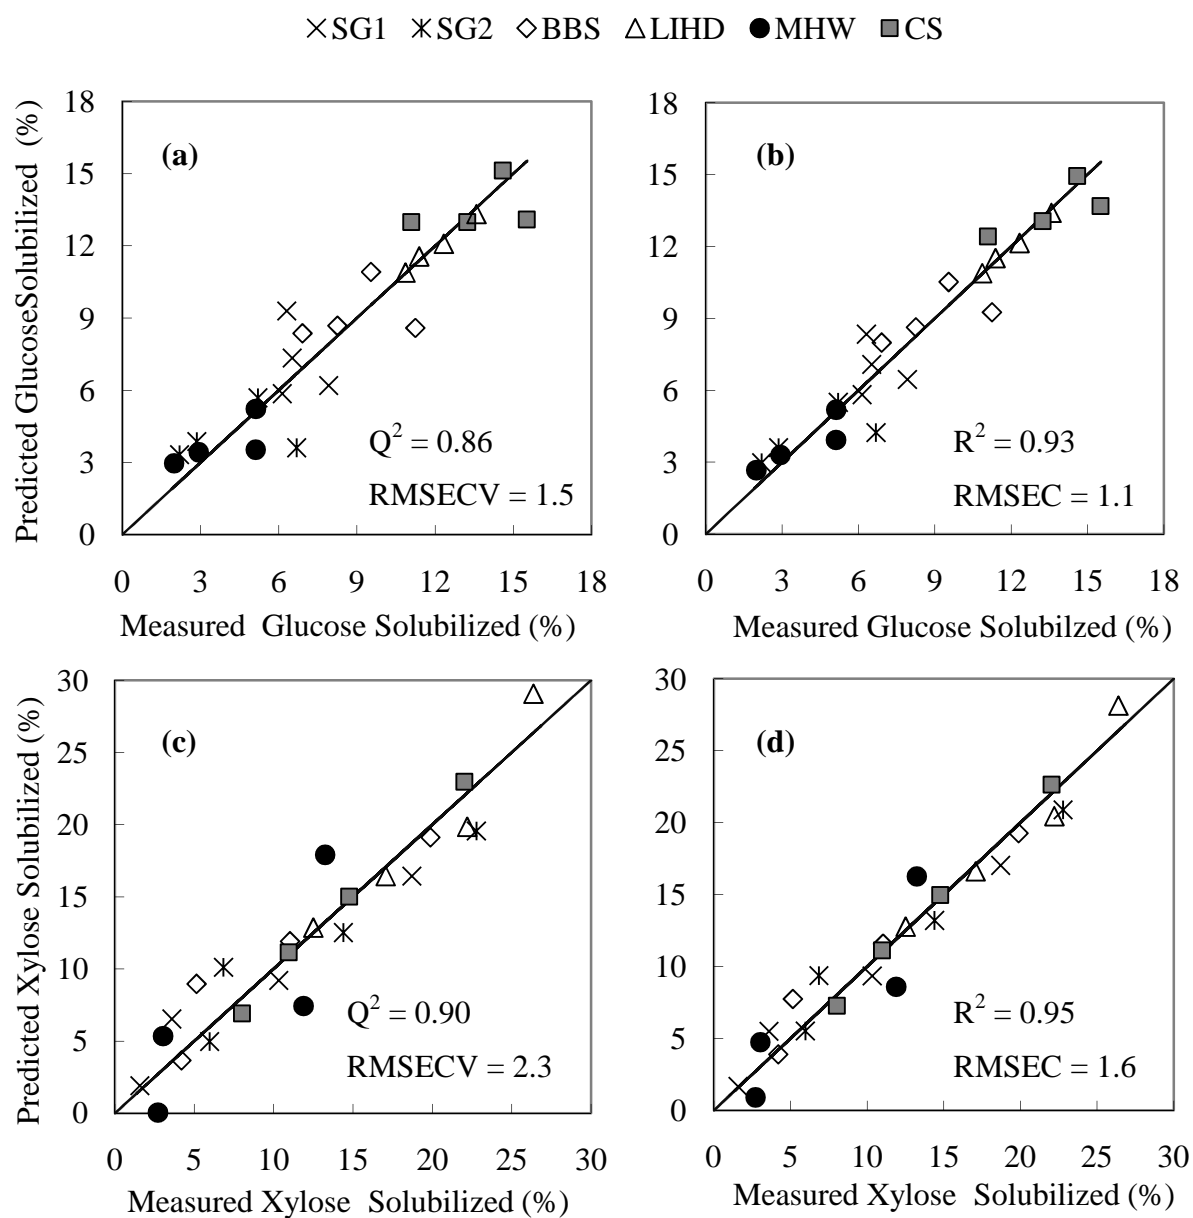 SG1 SG2 BBS LIHD MHW CS
Predicted GlucoseSolubilized (%)
18
15
12
9
6
3
0
(a)
Q² = 0.86
RMSECV = 1.5
0 3 6 9 12 15 18
Measured Glucose Solubilized (%)
18
15
12
9
6
3
0
(b)
R² = 0.93
RMSEC = 1.1
0 3 6 9 12 15 18
Measured Glucose Solubilzed (%)
Predicted Xylose Solubilized (%)
30
25
20
15
10
5
0
(c)
Q² = 0.90
RMSECV = 2.3
0 5 10 15 20 25 30
Measured Xylose Solubilized (%)
30
25
20
15
10
5
0
(d)
R² = 0.95
RMSEC = 1.6
0 5 10 15 20 25 30
Measured Xylose Solubilized (%)